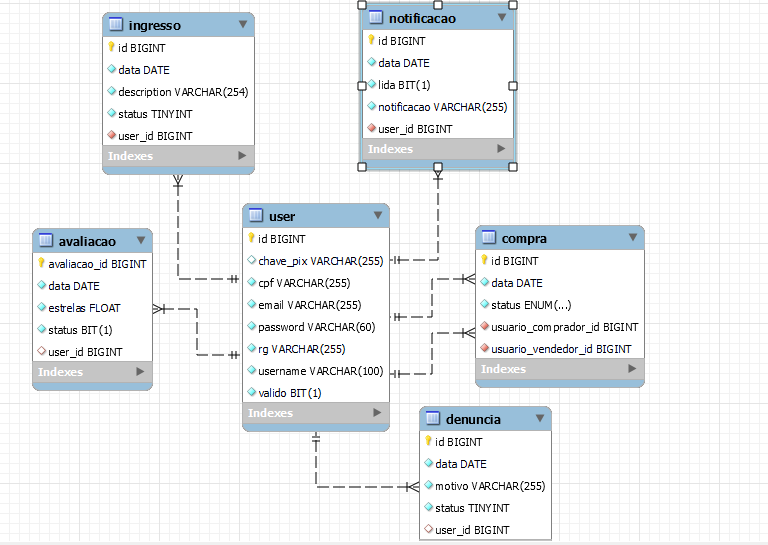 ingresso
id BIGINT
data DATE
description VARCHAR(254)
status TINYINT
user_id BIGINT
Indexes
notificacao
id BIGINT
data DATE
lida BIT(1)
notificacao VARCHAR(255)
user_id BIGINT
Indexes
avaliacao
avaliacao_id BIGINT
data DATE
estrelas FLOAT
status BIT(1)
user_id BIGINT
Indexes
user
id BIGINT
chave_pix VARCHAR(255)
cpf VARCHAR(255)
email VARCHAR(255)
password VARCHAR(60)
rg VARCHAR(255)
username VARCHAR(100)
valido BIT(1)
Indexes
compra
id BIGINT
data DATE
status ENUM(...)
usuario_comprador_id BIGINT
usuario_vendedor_id BIGINT
Indexes
denuncia
id BIGINT
data DATE
motivo VARCHAR(255)
status TINYINT
user_id BIGINT